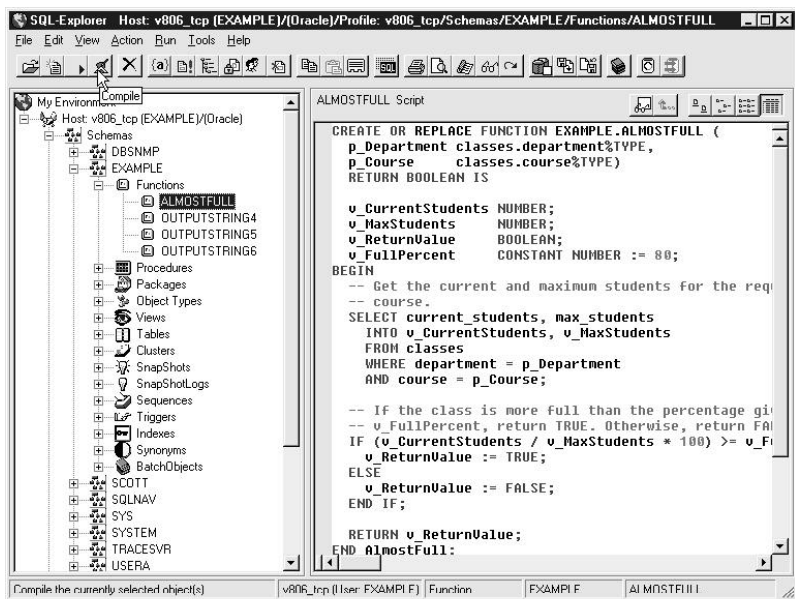 SQL-Explorer Host: v806_tcp (EXAMPLE)/(Oracle)/Profile: v806_tcp/Schemas/EXAMPLE/Functions/ALMOSTFULL
File Edit View Action Run Tools Help
Compile
My Environm
Host: v806_tcp (EXAMPLE)/(Oracle)
Schemas
DBSNMP
EXAMPLE
Functions
ALMOSTFULL
OUTPUTSTRING4
OUTPUTSTRING5
OUTPUTSTRING6
Procedures
Packages
Object Types
Views
Tables
Clusters
SnapShots
SnapShotLogs
Sequences
Triggers
Indexes
Synonyms
BatchObjects
SCOTT
SQLNAV
SYS
SYSTEM
TRACESVR
USERA
ALMOSTFULL Script
CREATE OR REPLACE FUNCTION EXAMPLE.ALMOSTFULL (
p_Department classes.department%TYPE,
p_Course classes.course%TYPE)
RETURN BOOLEAN IS
v_CurrentStudents NUMBER;
v_MaxStudents NUMBER;
v_ReturnValue BOOLEAN;
v_FullPercent CONSTANT NUMBER := 80;
BEGIN
-- Get the current and maximum students for the requ
-- course.
SELECT current_students, max_students
INTO v_CurrentStudents, v_MaxStudents
FROM classes
WHERE department = p_Department
AND course = p_Course;
-- If the class is more full than the percentage gi
-- v_FullPercent, return TRUE. Otherwise, return FA
IF (v_CurrentStudents / v_MaxStudents * 100) >= v_F
v_ReturnValue := TRUE;
ELSE
v_ReturnValue := FALSE;
END IF;
RETURN v_ReturnValue;
END AlmostFull;
Compile the currently selected object(s) v806_tcp (User: EXAMPLE) Function EXAMPLE ALMOSTFULL